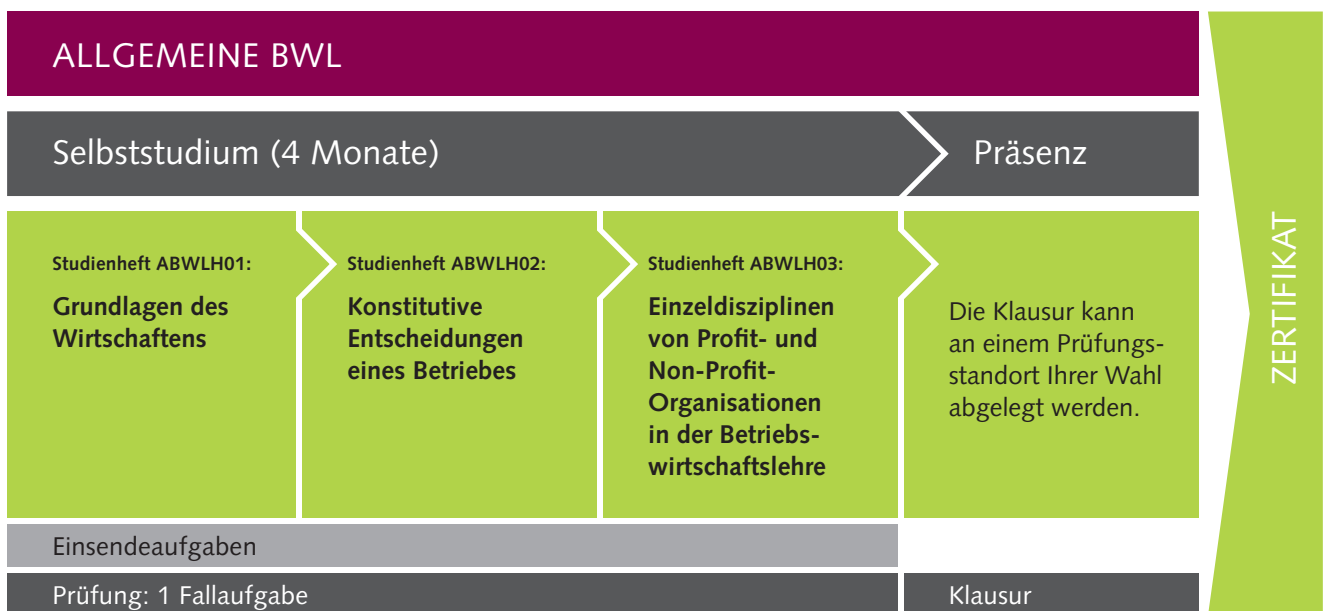 ALLGEMEINE BWL
Selbststudium (4 Monate)
Präsenz
Studienheft ABWLH01:
Grundlagen des
Wirtschaftens
Studienheft ABWLH02:
Konstitutive
Entscheidungen
eines Betriebes
Studienheft ABWLH03:
Einzeldisziplinen
von Profit- und
Non-Profit-
Organisationen
in der Betriebs-
wirtschaftslehre
Die Klausur kann
an einem Prüfungs-
standort Ihrer Wahl
abgelegt werden.
Einsendeaufgaben
Prüfung: 1 Fallaufgabe
Klausur
ZERTIFIKAT